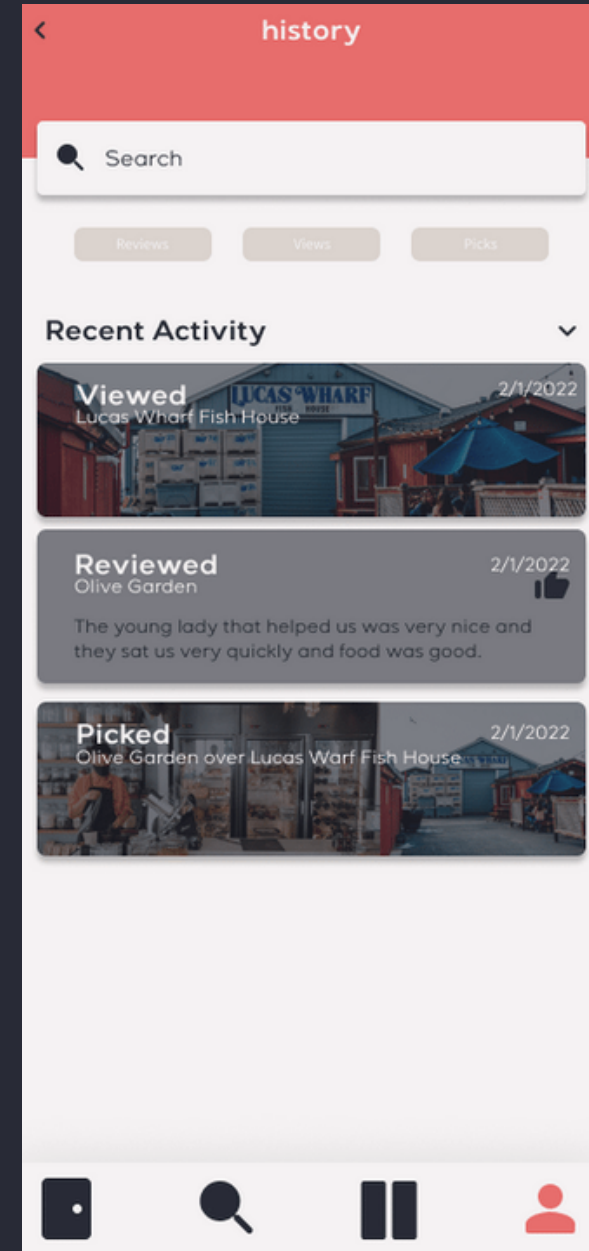 history
Search
Reviews Views Picks
Recent Activity
Viewed 2/1/2022
Lucas Wharf Fish House
LUCAS WHARF
FISH HOUSE
Reviewed 2/1/2022
Olive Garden
The young lady that helped us was very nice and
they sat us very quickly and food was good.
Picked 2/1/2022
Olive Garden over Lucas Warf Fish House